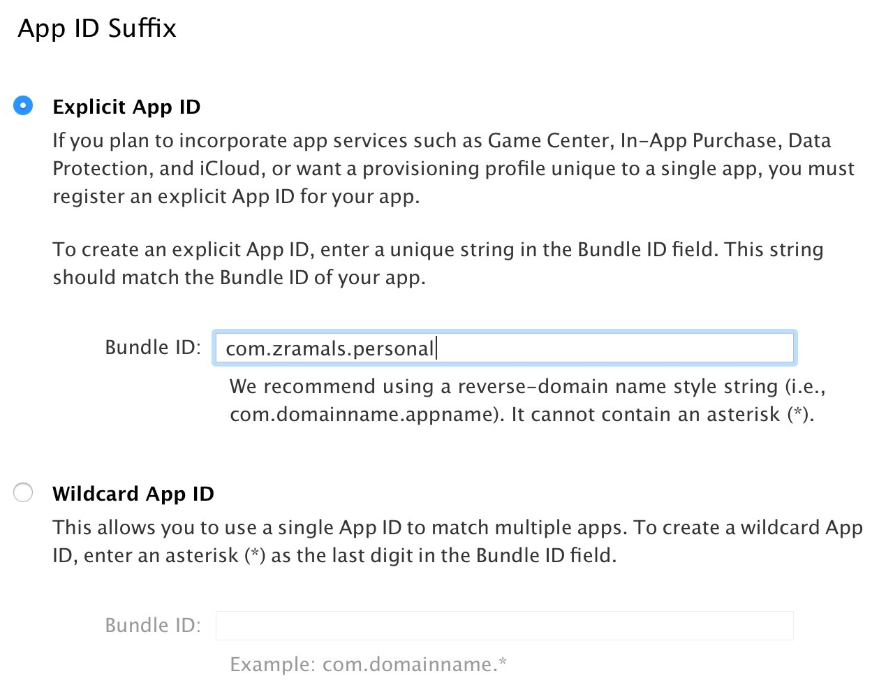 App ID Suffix
Explicit App ID
If you plan to incorporate app services such as Game Center, In-App Purchase, Data
Protection, and iCloud, or want a provisioning profile unique to a single app, you must
register an explicit App ID for your app.
To create an explicit App ID, enter a unique string in the Bundle ID field. This string
should match the Bundle ID of your app.
Bundle ID: com.zramals.personal
We recommend using a reverse-domain name style string (i.e.,
com.domainname.appname). It cannot contain an asterisk (*).
Wildcard App ID
This allows you to use a single App ID to match multiple apps. To create a wildcard App
ID, enter an asterisk (*) as the last digit in the Bundle ID field.
Bundle ID:
Example: com.domainname.*